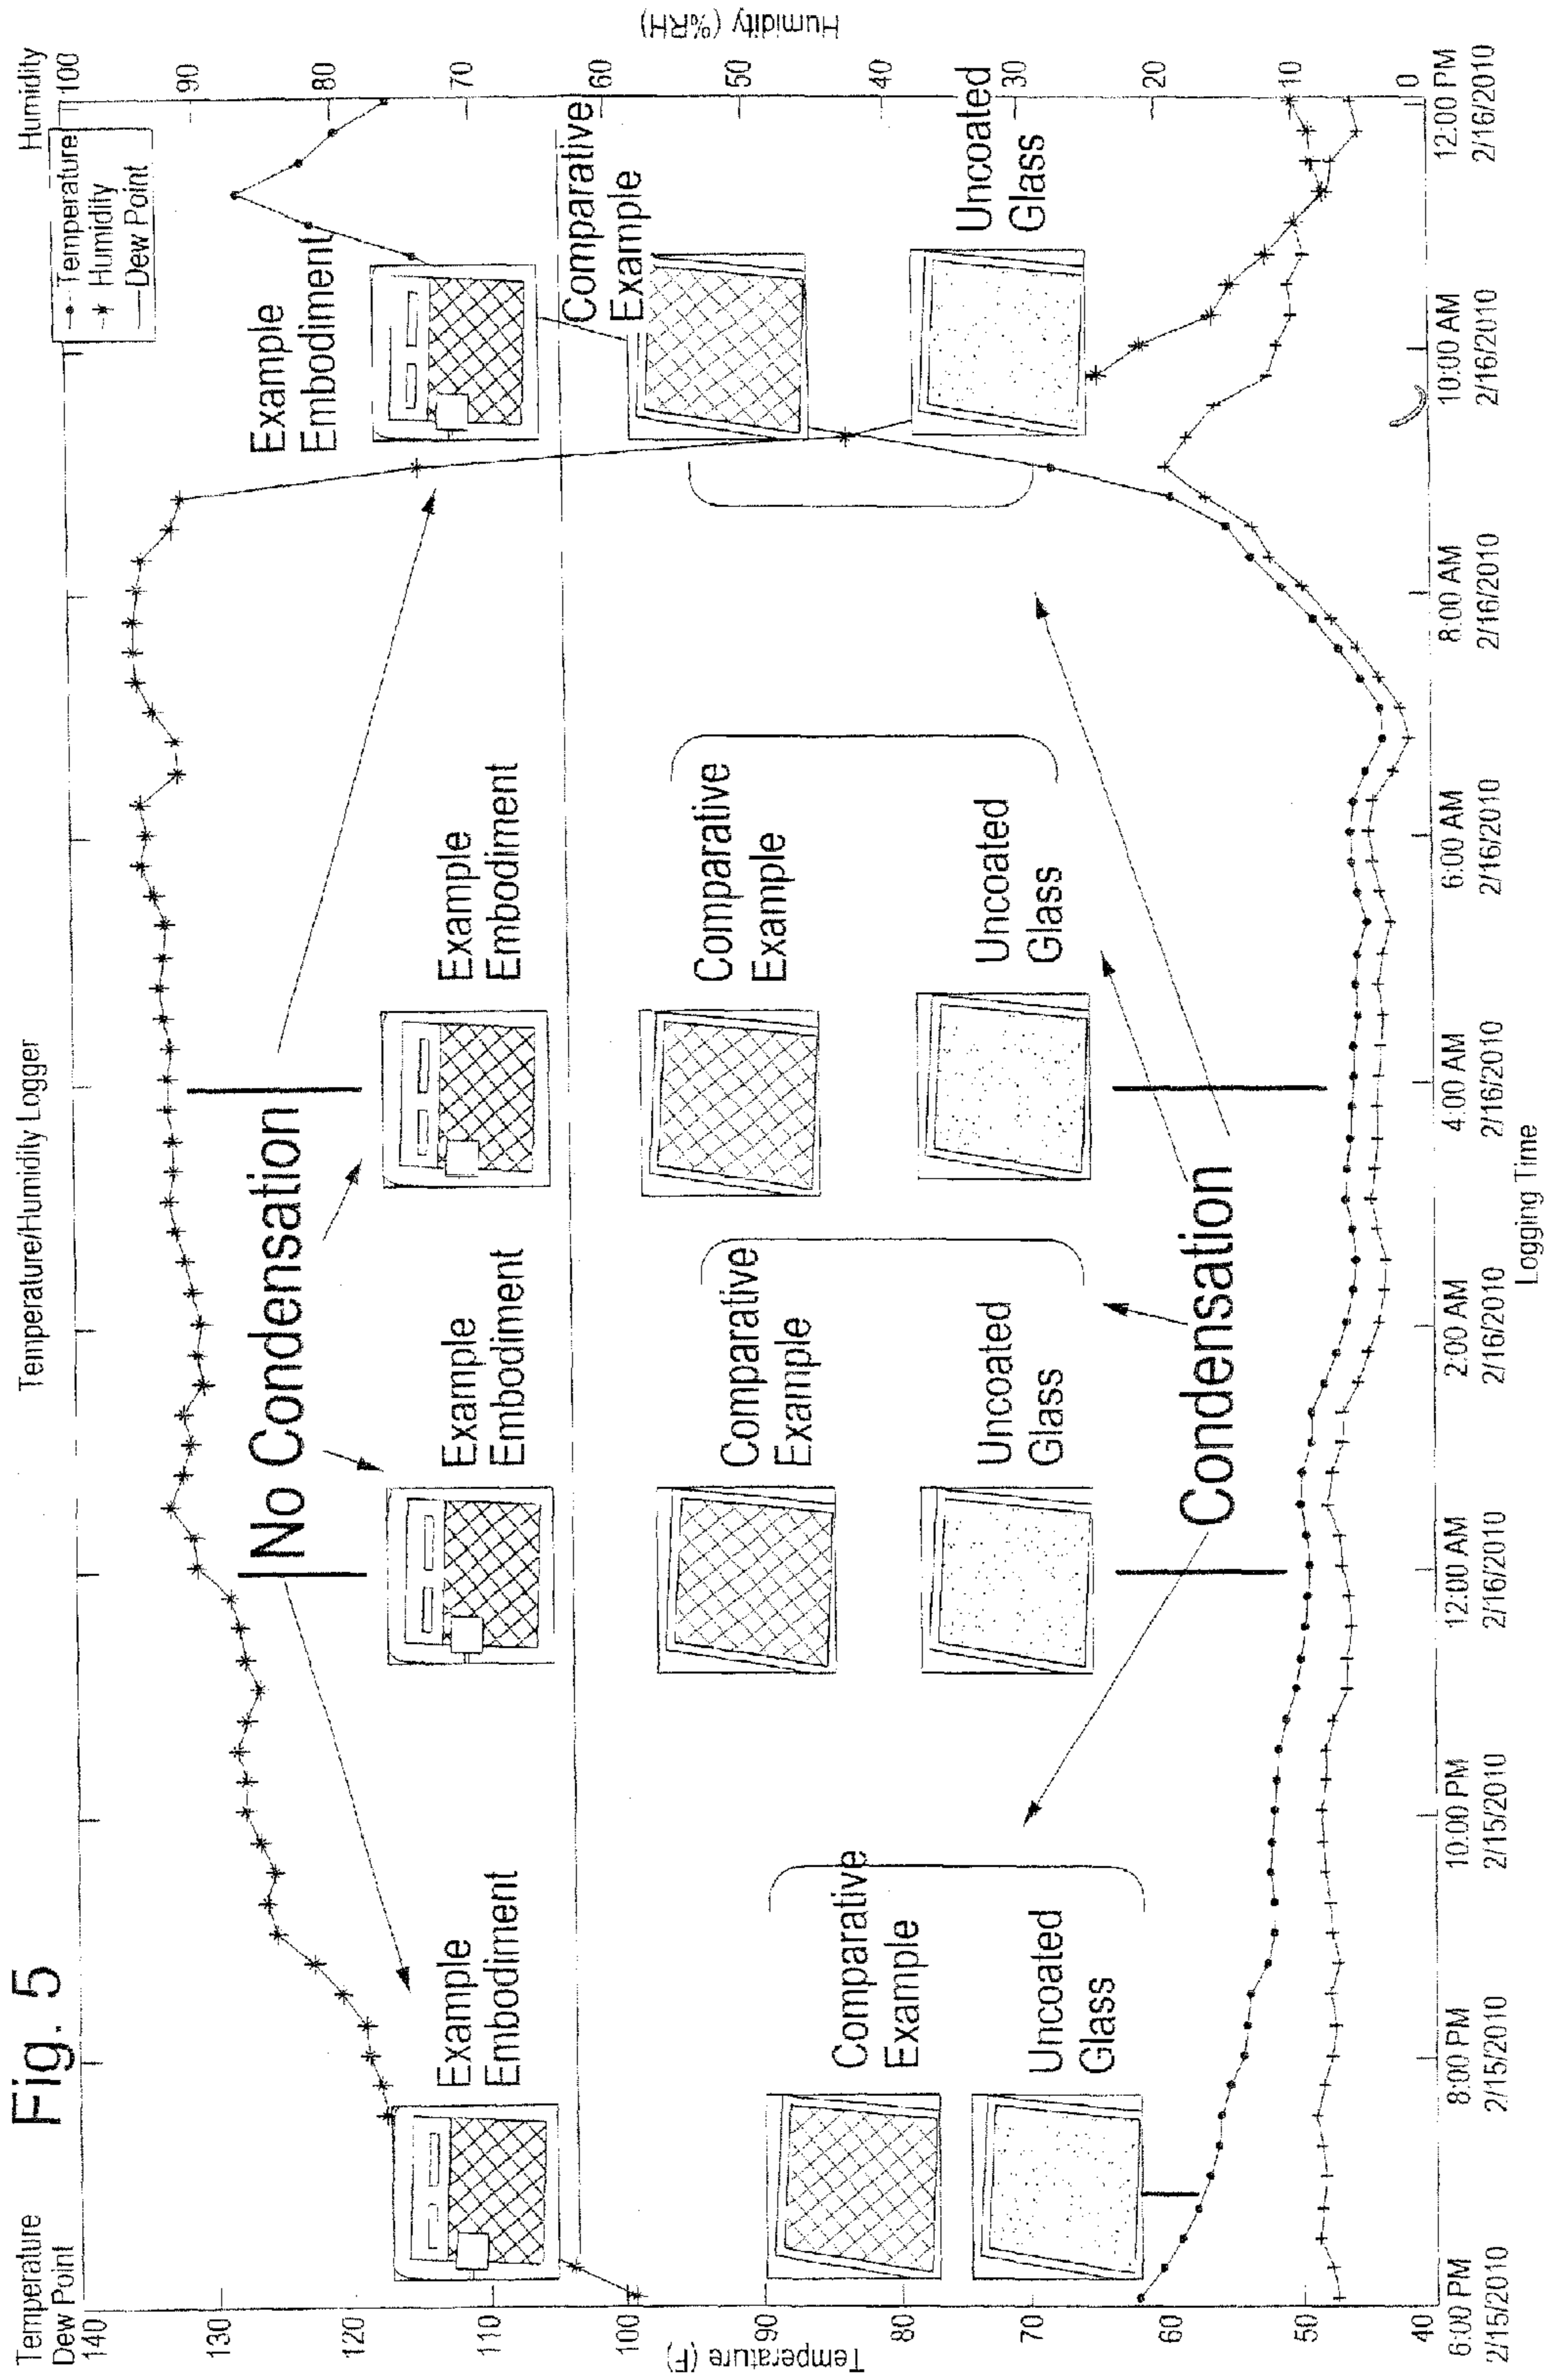 Fig. 5
Temperature/Humidity Logger
Temperature
Dew Point
Humidity
140
130
120
110
100
90
80
70
60
50
40
Temperature (F)
100
90
80
70
60
50
40
30
20
10
0
Humidity (%RH)
Temperature
Humidity
Dew Point
No Condensation
Example
Embodiment
Example
Embodiment
Example
Embodiment
Example
Embodiment
Comparative
Example
Comparative
Example
Comparative
Example
Comparative
Example
Uncoated
Glass
Uncoated
Glass
Uncoated
Glass
Uncoated
Glass
Condensation
6:00 PM
2/15/2010
8:00 PM
2/15/2010
10:00 PM
2/15/2010
12:00 AM
2/16/2010
2:00 AM
2/16/2010
4:00 AM
2/16/2010
6:00 AM
2/16/2010
8:00 AM
2/16/2010
10:00 AM
2/16/2010
12:00 PM
2/16/2010
Logging Time